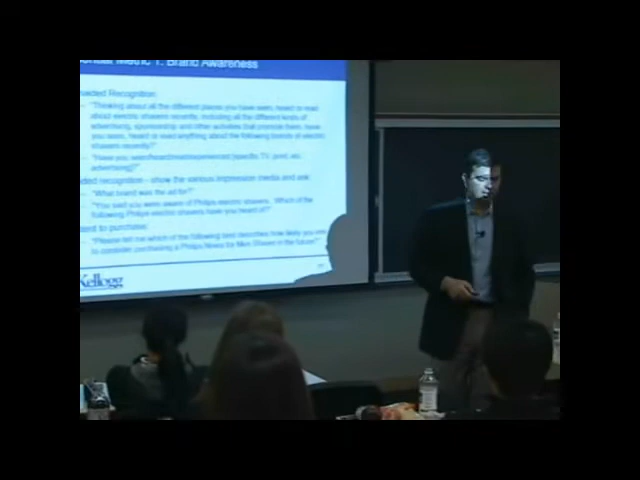 ntial Metric 1: Brand Awareness
aided Recognition:
"Thinking about all the different places you have seen, heard or read
about electric shavers recently, including all the different kinds of
advertising, sponsorship and other activities that promote them, have
you seen, heard or read anything about the following brands of electric
shavers recently?"
"Have you seen/heard/read/experienced (specific TV, print, etc.
advertising)?"
ded recognition - show the various impression media and ask
"What brand was the ad for?"
"You said you were aware of Philips electric shavers. Which of the
following Philips electric shavers have you heard of?"
to purchase:
"Please tell me which of the following best describes how likely you
to consider purchasing a Philips for Men Shaver in the future?"
Kellogg